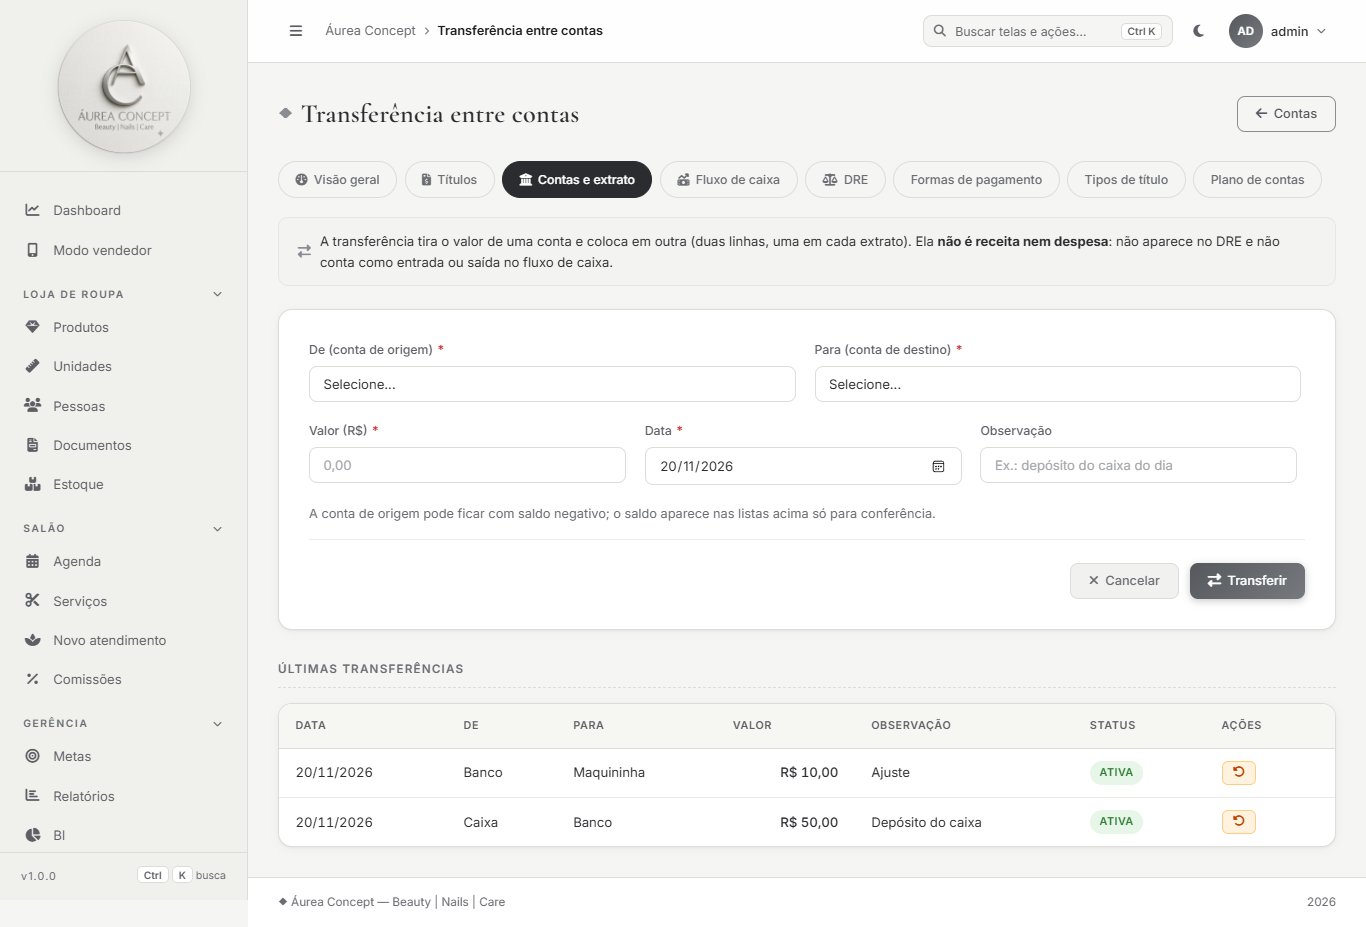 ÁUREA CONCEPT
Beauty | Nails | Care
Dashboard
Modo vendedor
LOJA DE ROUPA
Produtos
Unidades
Pessoas
Documentos
Estoque
SALÃO
Agenda
Serviços
Novo atendimento
Comissões
GERÊNCIA
Metas
Relatórios
BI
v1.0.0 Ctrl K busca
Áurea Concept › Transferência entre contas
Buscar telas e ações... Ctrl K
AD admin
Transferência entre contas
Contas
Visão geral
Títulos
Contas e extrato
Fluxo de caixa
DRE
Formas de pagamento
Tipos de título
Plano de contas
A transferência tira o valor de uma conta e coloca em outra (duas linhas, uma em cada extrato). Ela não é receita nem despesa: não aparece no DRE e não
conta como entrada ou saída no fluxo de caixa.
De (conta de origem) *
Selecione...
Para (conta de destino) *
Selecione...
Valor (R$) *
0,00
Data *
20/11/2026
Observação
Ex.: depósito do caixa do dia
A conta de origem pode ficar com saldo negativo; o saldo aparece nas listas acima só para conferência.
Cancelar
Transferir
ÚLTIMAS TRANSFERÊNCIAS
DATA DE PARA VALOR OBSERVAÇÃO STATUS AÇÕES
20/11/2026 Banco Maquininha R$ 10,00 Ajuste ATIVA
20/11/2026 Caixa Banco R$ 50,00 Depósito do caixa ATIVA
Áurea Concept — Beauty | Nails | Care
2026